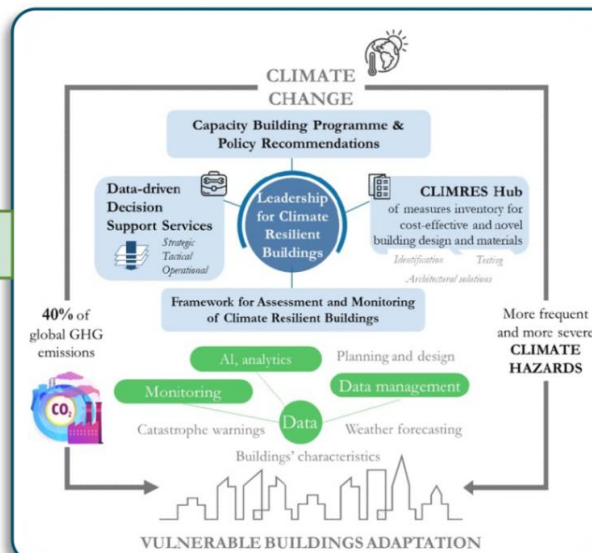 CLIMATE
CHANGE
Capacity Building Programme &
Policy Recommendations
Data-driven
Decision
Support Services
Strategic
Tactical
Operational
Leadership
for Climate
Resilient
Buildings
CLIMRES Hub
of measures inventory for
cost-effective and novel
building design and materials
Identification Testing
Architectural solutions
Framework for Assessment and Monitoring
of Climate Resilient Buildings
40% of
global GHG
emissions
CO2
More frequent
and more severe
CLIMATE
HAZARDS
AI, analytics
Planning and design
Monitoring
Data management
Data
Catastrophe warnings
Weather forecasting
Buildings' characteristics
VULNERABLE BUILDINGS ADAPTATION